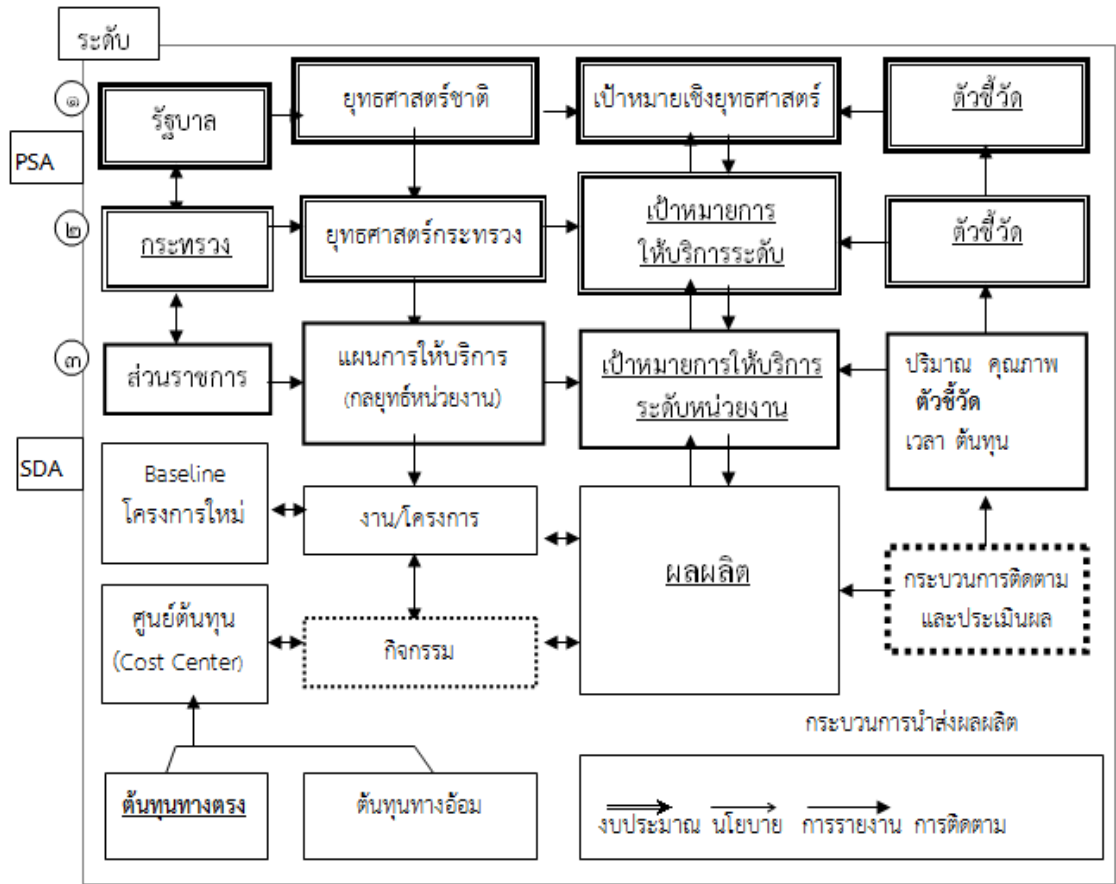 ระดับ
๑
รัฐบาล
ยุทธศาสตร์ชาติ
เป้าหมายเชิงยุทธศาสตร์
ตัวชี้วัด
PSA
๒
กระทรวง
ยุทธศาสตร์กระทรวง
เป้าหมายการ
ให้บริการระดับ
ตัวชี้วัด
๓
ส่วนราชการ
แผนการให้บริการ
(กลยุทธ์หน่วยงาน)
เป้าหมายการให้บริการ
ระดับหน่วยงาน
ปริมาณ คุณภาพ
ตัวชี้วัด
เวลา ต้นทุน
SDA
Baseline
โครงการใหม่
งาน/โครงการ
ผลผลิต
กระบวนการติดตาม
และประเมินผล
ศูนย์ต้นทุน
(Cost Center)
กิจกรรม
กระบวนการนำส่งผลผลิต
ต้นทุนทางตรง
ต้นทุนทางอ้อม
งบประมาณ นโยบาย การรายงาน การติดตาม